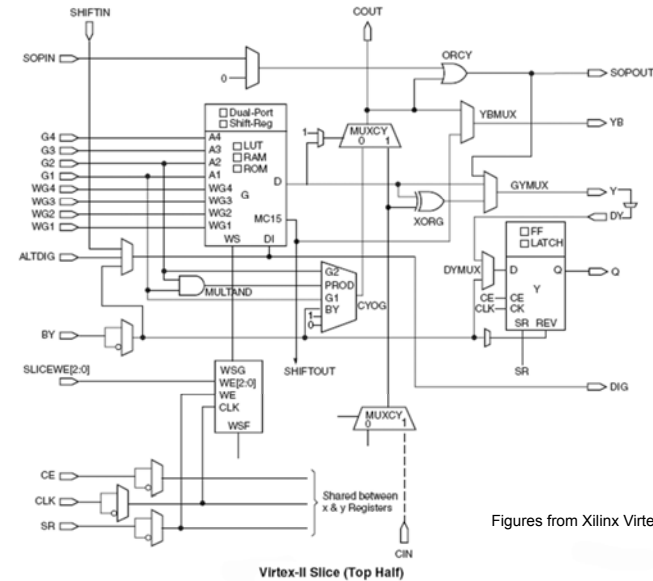 SHIFTIN
COUT
SOPIN
ORCY
SOPOUT
0
Dual-Port
Shift-Reg
YBMUX
YB
G4
G3
G2
G1
WG4
WG3
WG2
WG1
A4
A3
A2
A1
WG4
WG3
WG2
WG1
LUT
RAM
ROM
G
D
MC15
WS
DI
1
MUXCY
0 1
GYMUX
Y
XORG
DY
FF
LATCH
DYMUX
D
Q
Q
Y
CE
CLK
CE
CK
SR REV
SR
ALTDIG
MULTAND
G2
PROD
G1
BY
1
0
CYOG
BY
SHIFTOUT
DIG
SLICEWE[2:0]
WSG
WE[2:0]
WE
CLK
WSF
MUXCY
0 1
CE
CLK
SR
Shared between
x & y Registers
CIN
Figures from Xilinx Virte
Virtex-II Slice (Top Half)